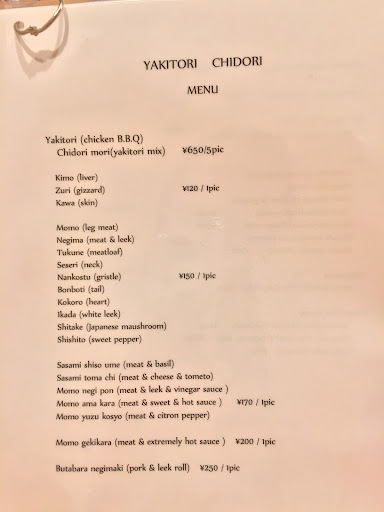 YAKITORI CHIDORI
MENU
Yakitori (chicken B.B.Q)
Chidori mori(yakitori mix) ¥650/5pic
Kimo (liver)
Zuri (gizzard) ¥120 / 1pic
Kawa (skin)
Momo (leg meat)
Negima (meat & leek)
Tukune (meatloaf)
Seseri (neck)
Nankostu (gristle) ¥150 / 1pic
Bonboti (tail)
Kokoro (heart)
Ikada (white leek)
Shitake (Japanese maushroom)
Shishito (sweet pepper)
Sasami shiso ume (meat & basil)
Sasami toma chi (meat & cheese & tometo)
Momo negi pon (meat & leek & vinegar sauce )
Momo ama kara (meat & sweet & hot sauce ) ¥170 / 1pic
Momo yuzu kosyo (meat & citron pepper)
Momo gekikara (meat & extremely hot sauce ) ¥200 / 1pic
Butabara negimaki (pork & leek roll) ¥250 / 1pic